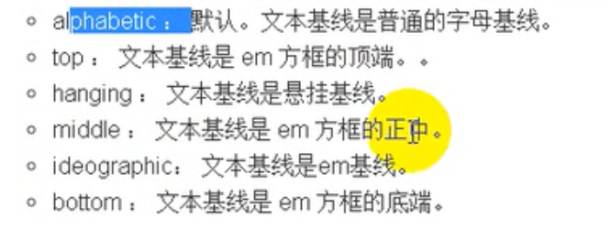 alphabetic： 默认。文本基线是普通的字母基线。
top： 文本基线是 em 方框的顶端。。
hanging： 文本基线是悬挂基线。
middle： 文本基线是 em 方框的正中。
ideographic： 文本基线是em基线。
bottom： 文本基线是 em 方框的底端。